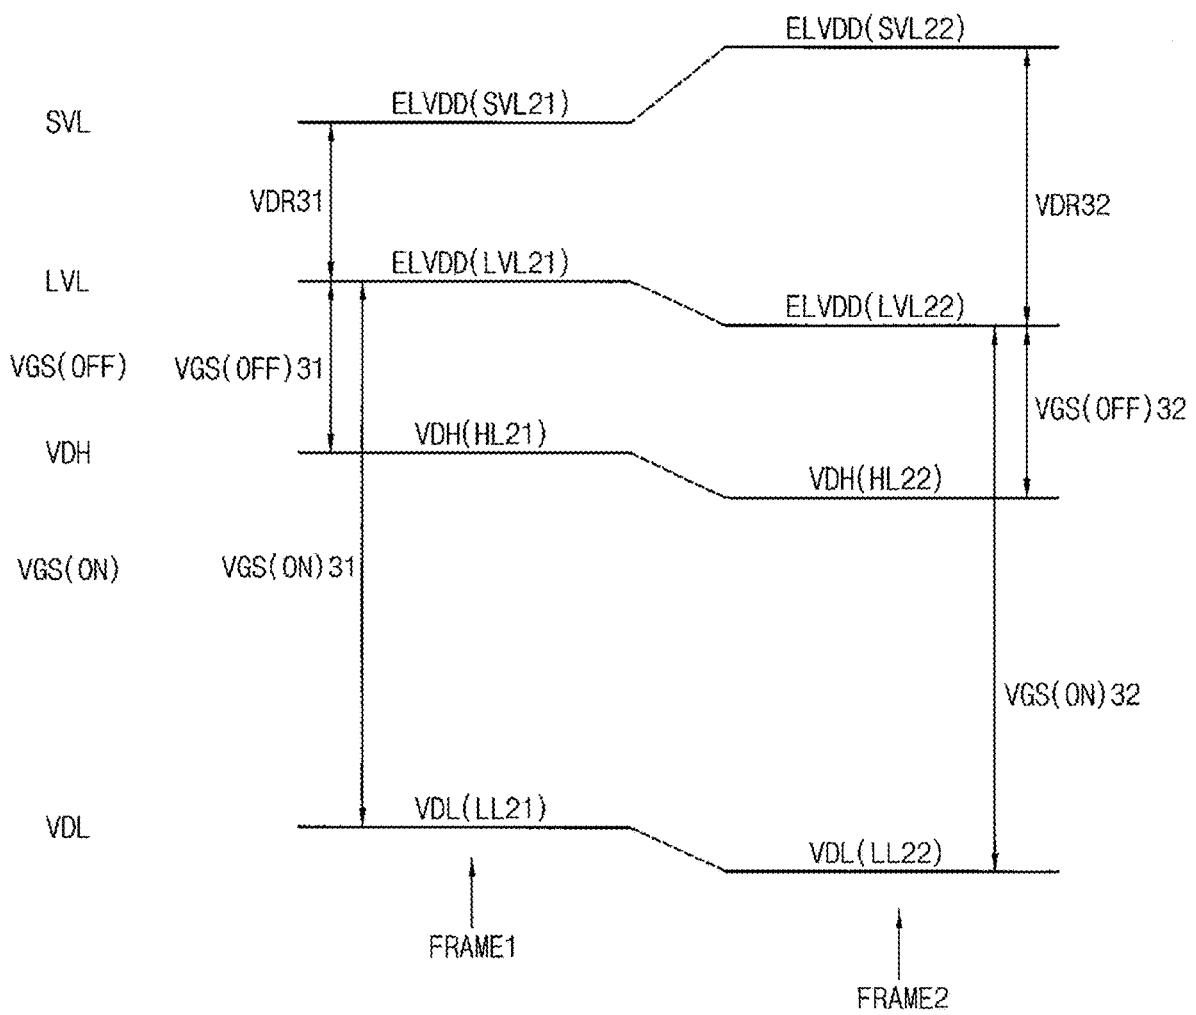 ELVDD(SVL22)
ELVDD(SVL21)
SVL
VDR31
VDR32
ELVDD(LVL21)
LVL
ELVDD(LVL22)
VGS(OFF)
VGS(OFF)31
VGS(OFF)32
VDH(HL21)
VDH
VDH(HL22)
VGS(ON)
VGS(ON)31
VGS(ON)32
VDL(LL21)
VDL
VDL(LL22)
FRAME1
FRAME2